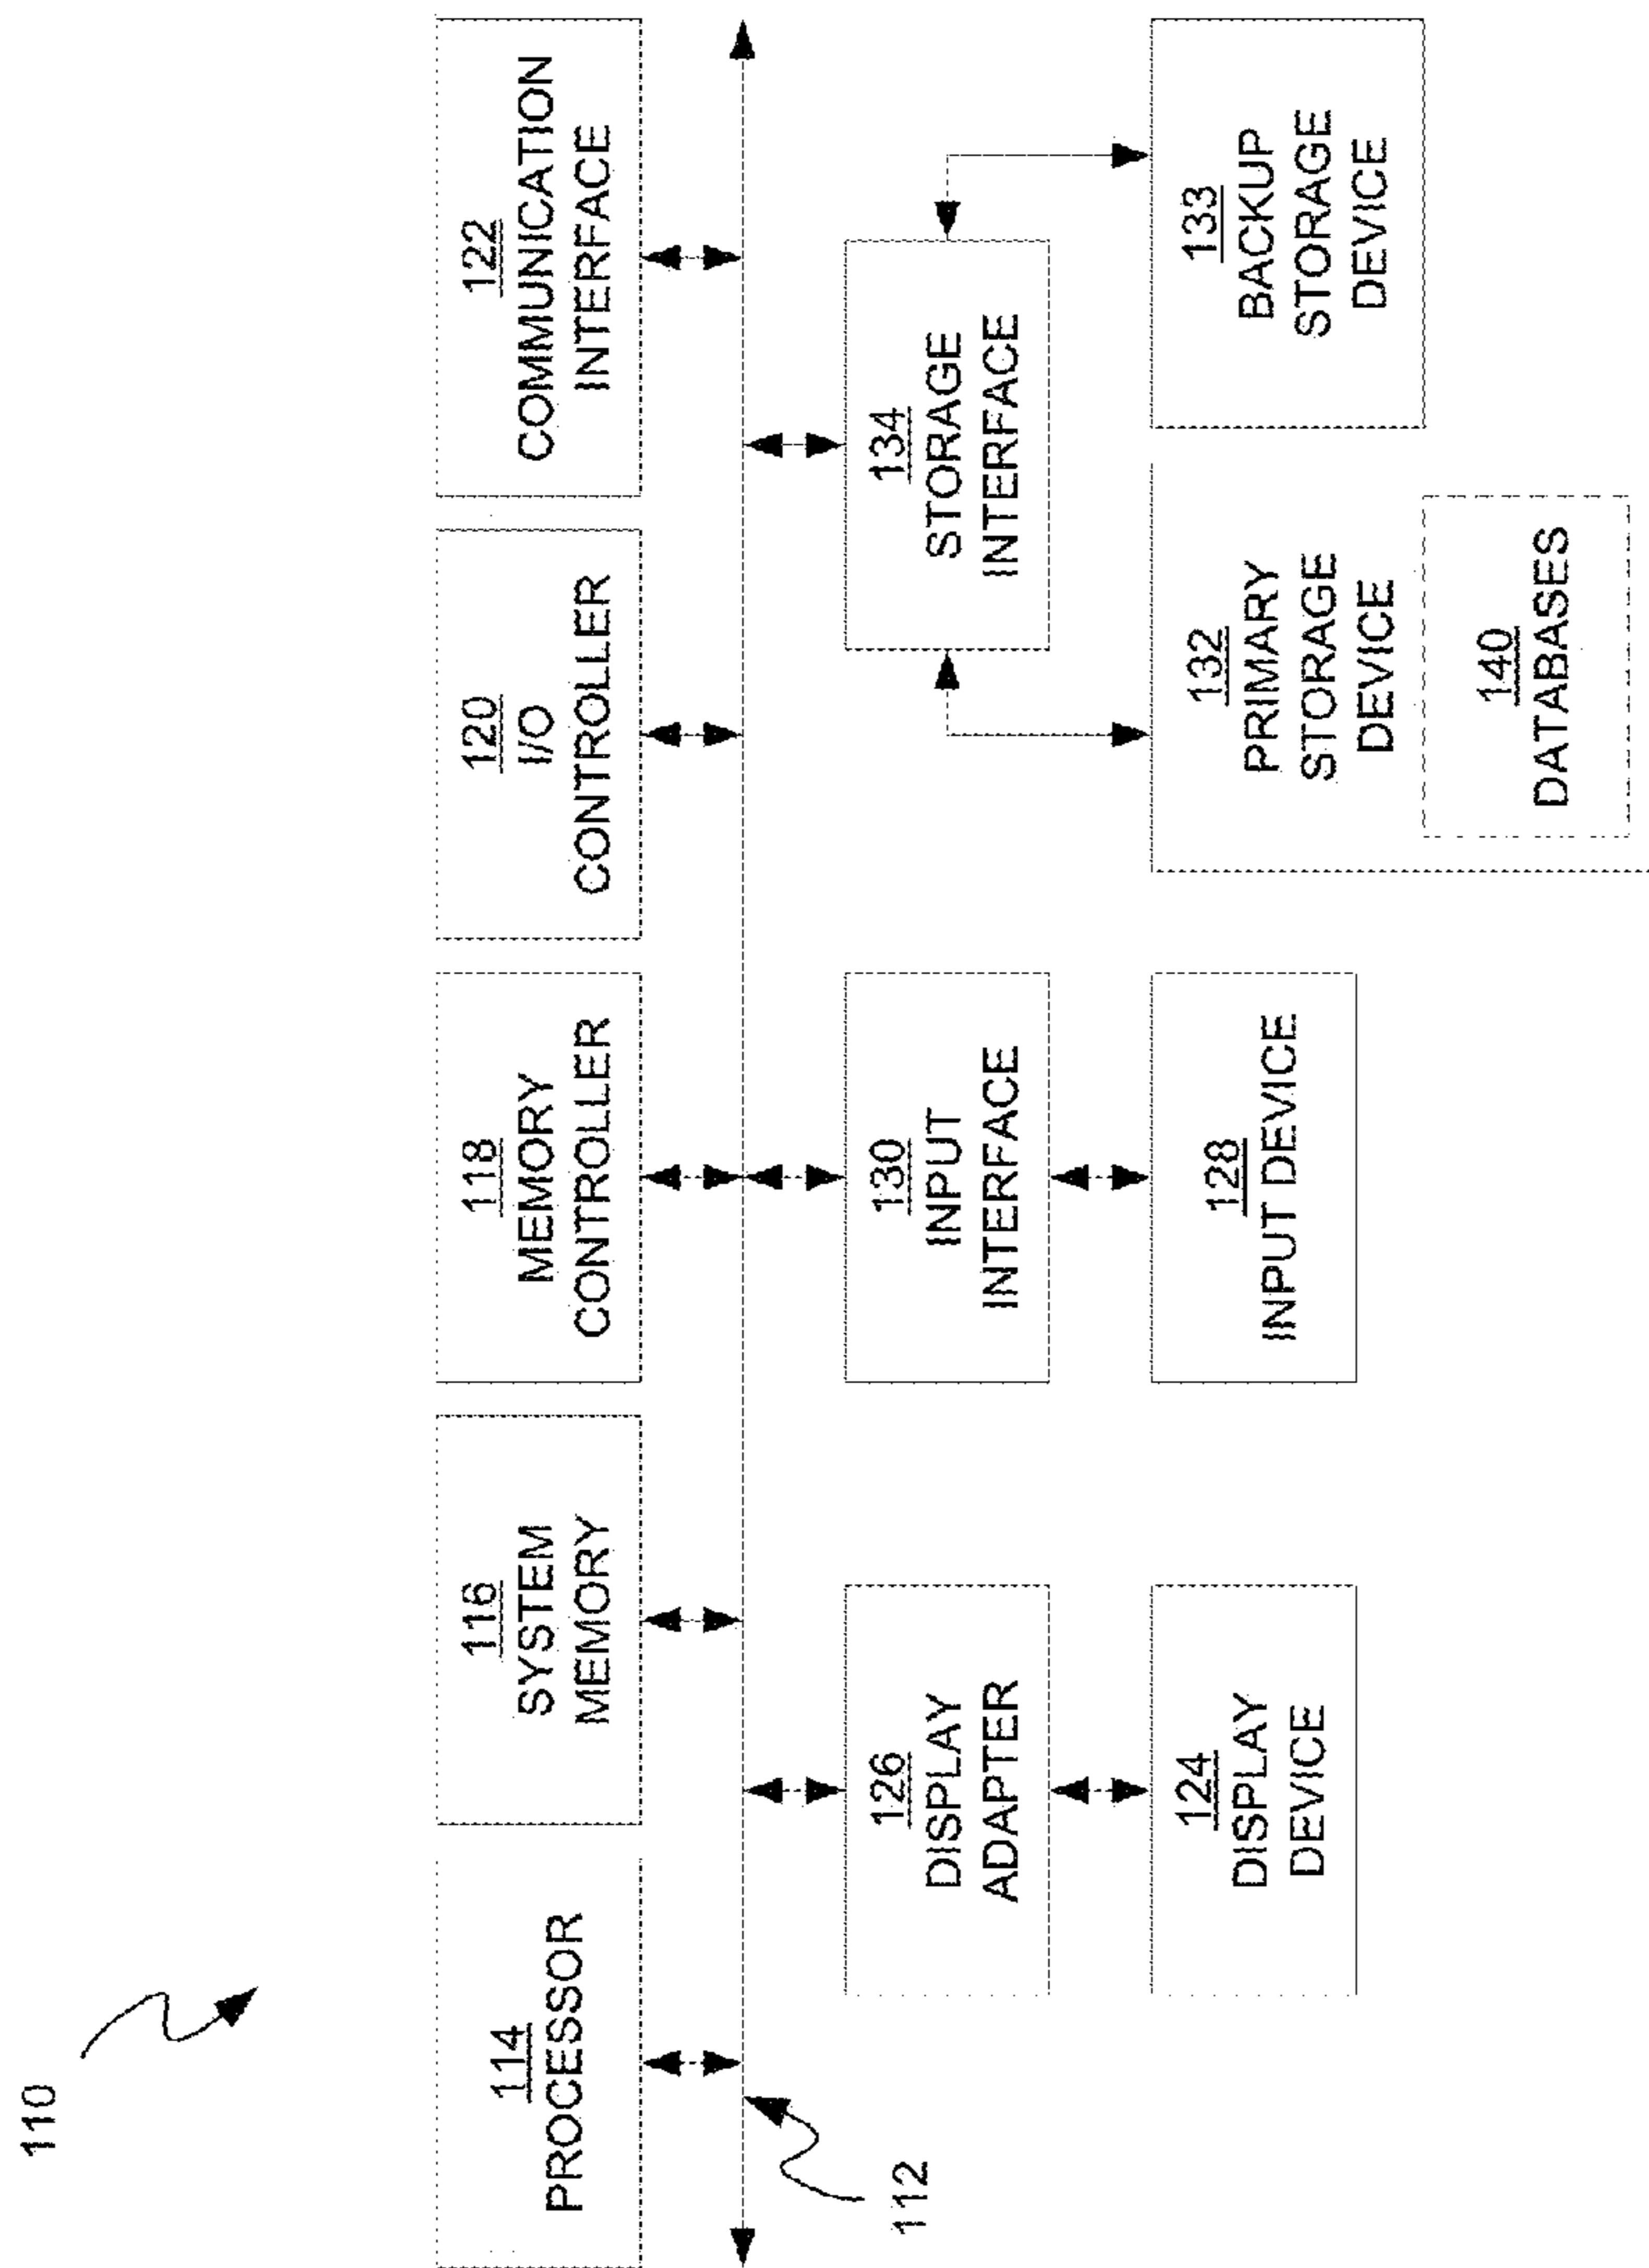 110
114
PROCESSOR
116
SYSTEM
MEMORY
118
MEMORY
CONTROLLER
120
I/O
CONTROLLER
122
COMMUNICATION
INTERFACE
112
126
DISPLAY
ADAPTER
130
INPUT
INTERFACE
134
STORAGE
INTERFACE
124
DISPLAY
DEVICE
128
INPUT DEVICE
132
PRIMARY
STORAGE
DEVICE
140
DATABASES
133
BACKUP
STORAGE
DEVICE